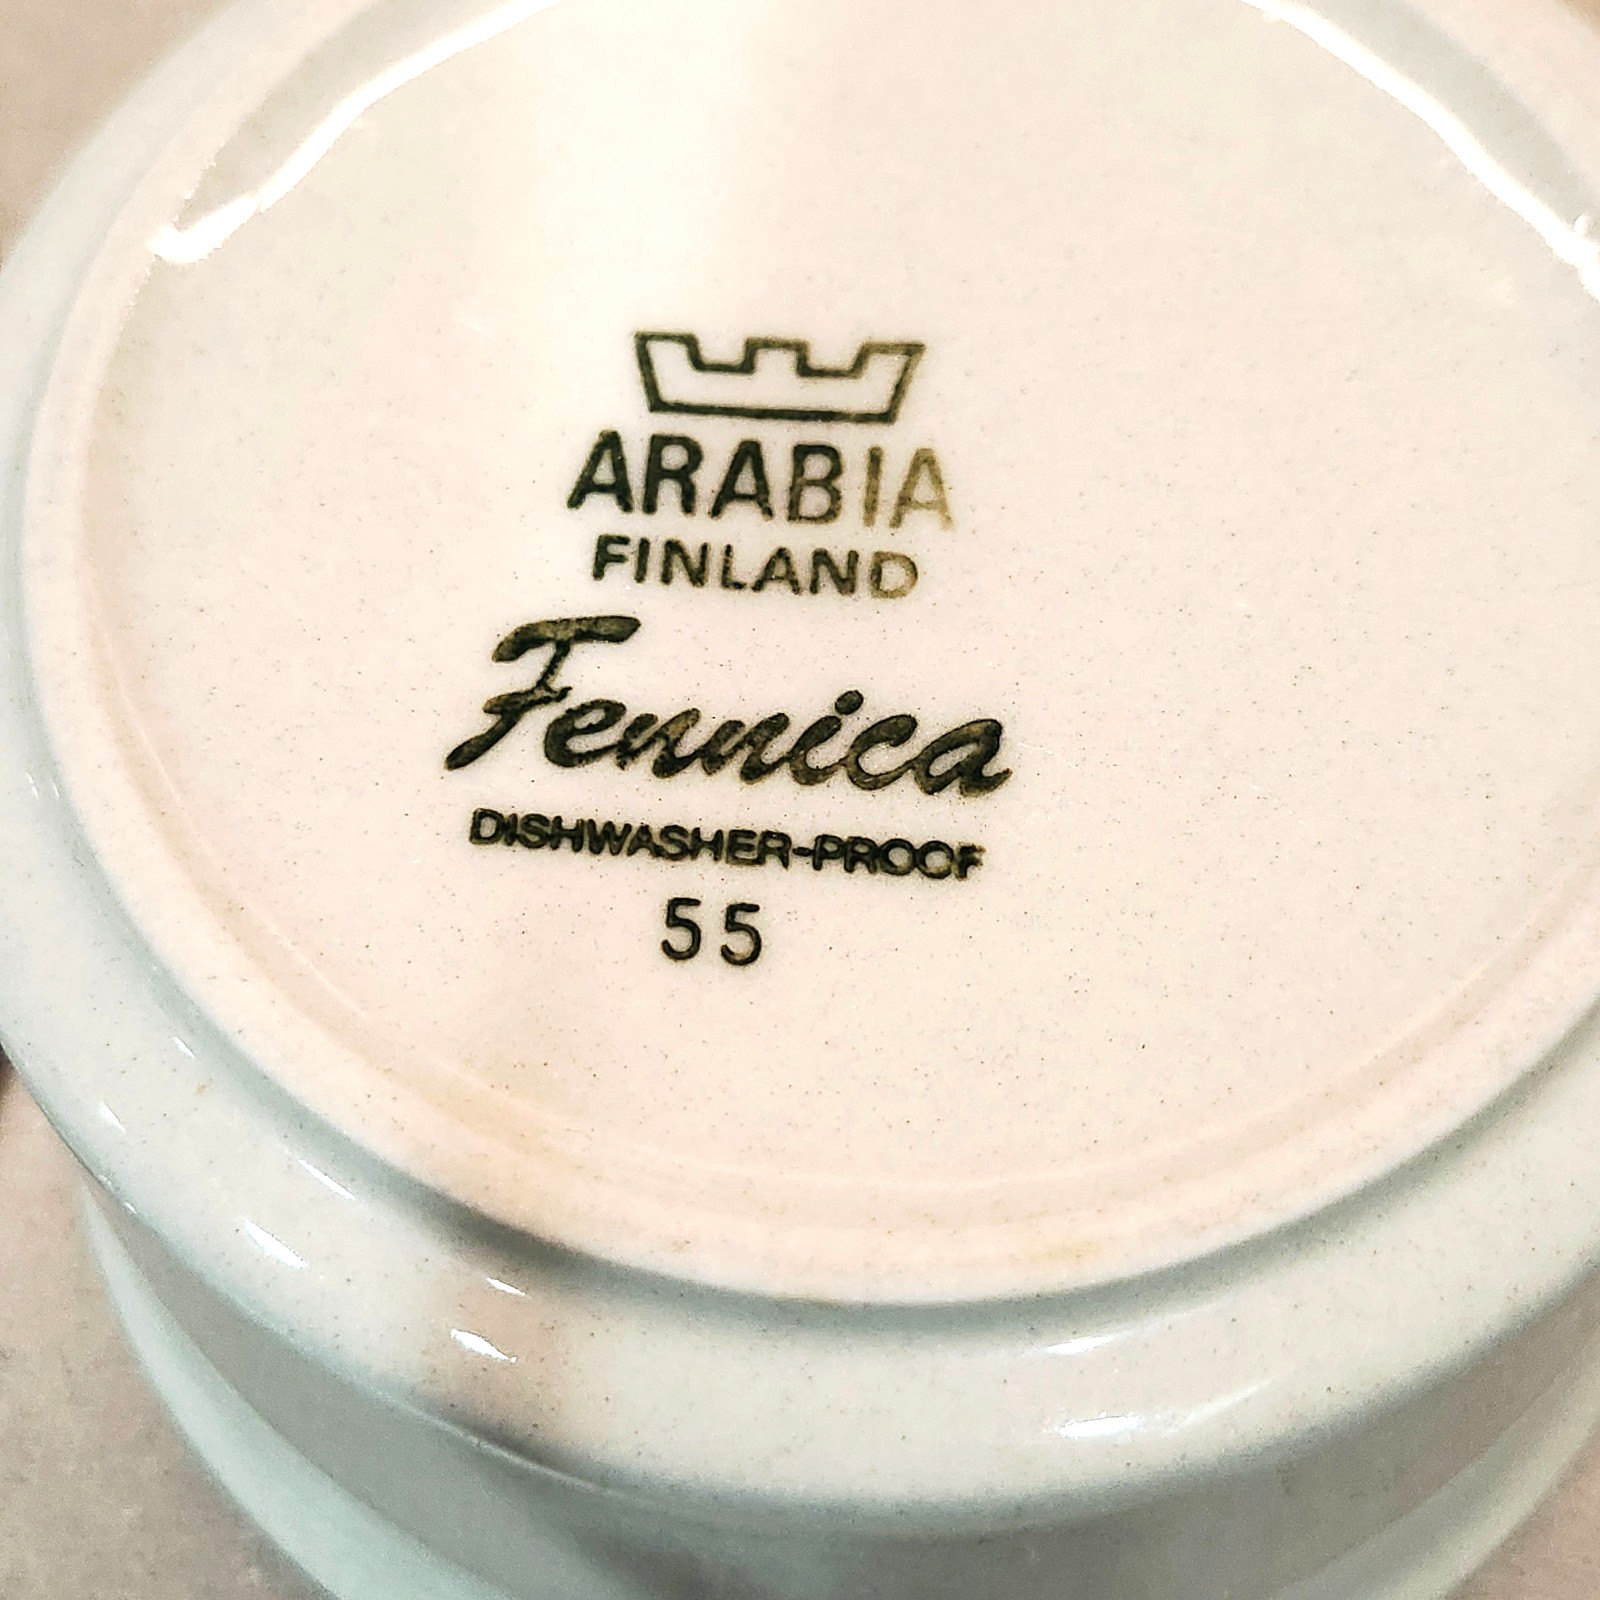 ARABIA
FINLAND
Fennica
DISHWASHER-PROOF
55